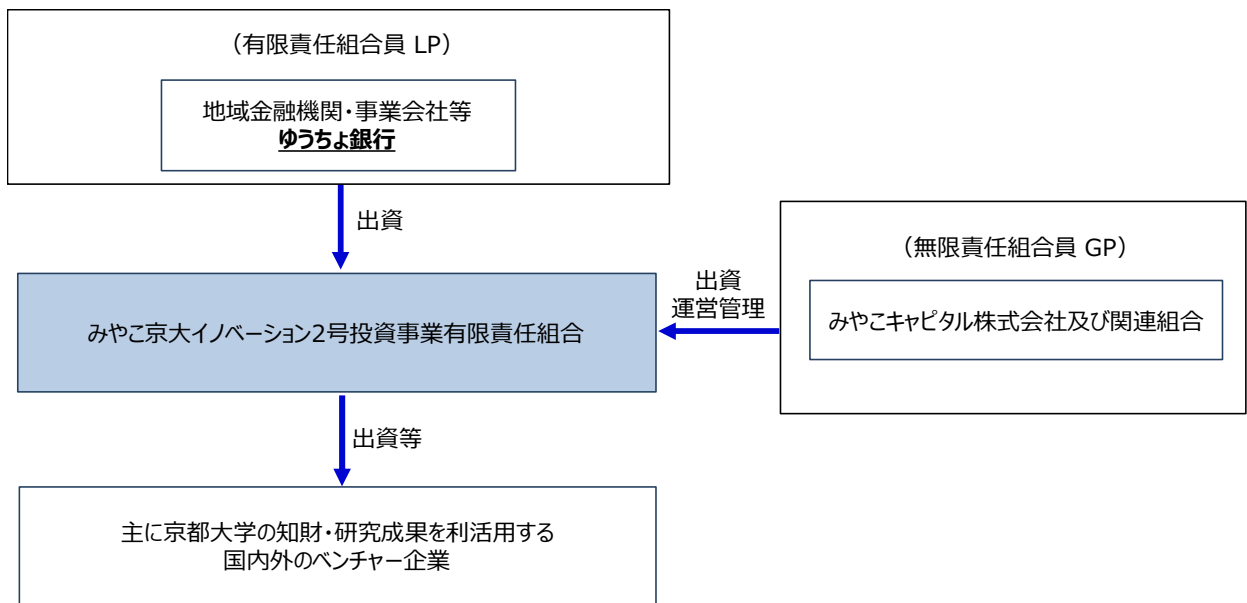 （有限責任組合員 LP）
地域金融機関・事業会社等
ゆうちょ銀行
出資
（無限責任組合員 GP）
出資
運営管理
みやこキャピタル株式会社及び関連組合
みやこ京大イノベーション2号投資事業有限責任組合
出資等
主に京都大学の知財・研究成果を利活用する
国内外のベンチャー企業